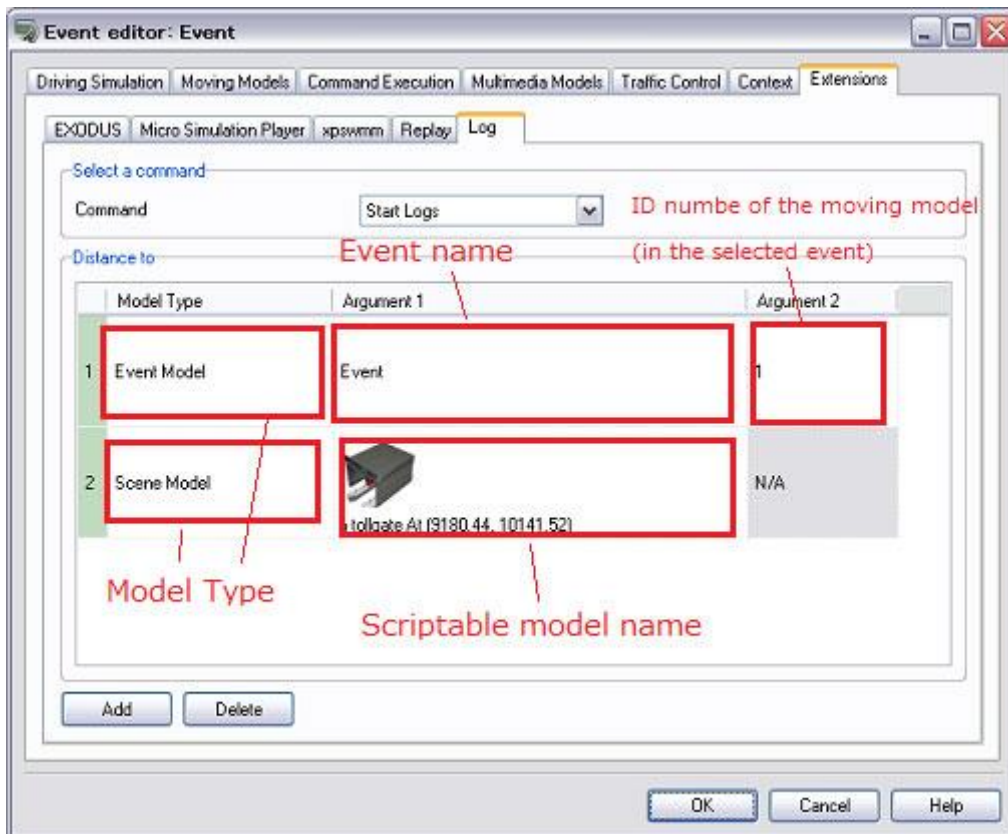 Event editor: Event
Driving Simulation Moving Models Command Execution Multimedia Models Traffic Control Context Extensions
EXODUS Micro Simulation Player xpswmm Replay Log
Select a command
Command Start Logs ID numbe of the moving model
Distance to Event name (in the selected event)
Model Type Argument 1 Argument 2
1 Event Model Event 1
2 Scene Model N/A
tollgate At (9180.44, 10141.52)
Model Type
Scriptable model name
Add Delete
OK Cancel Help